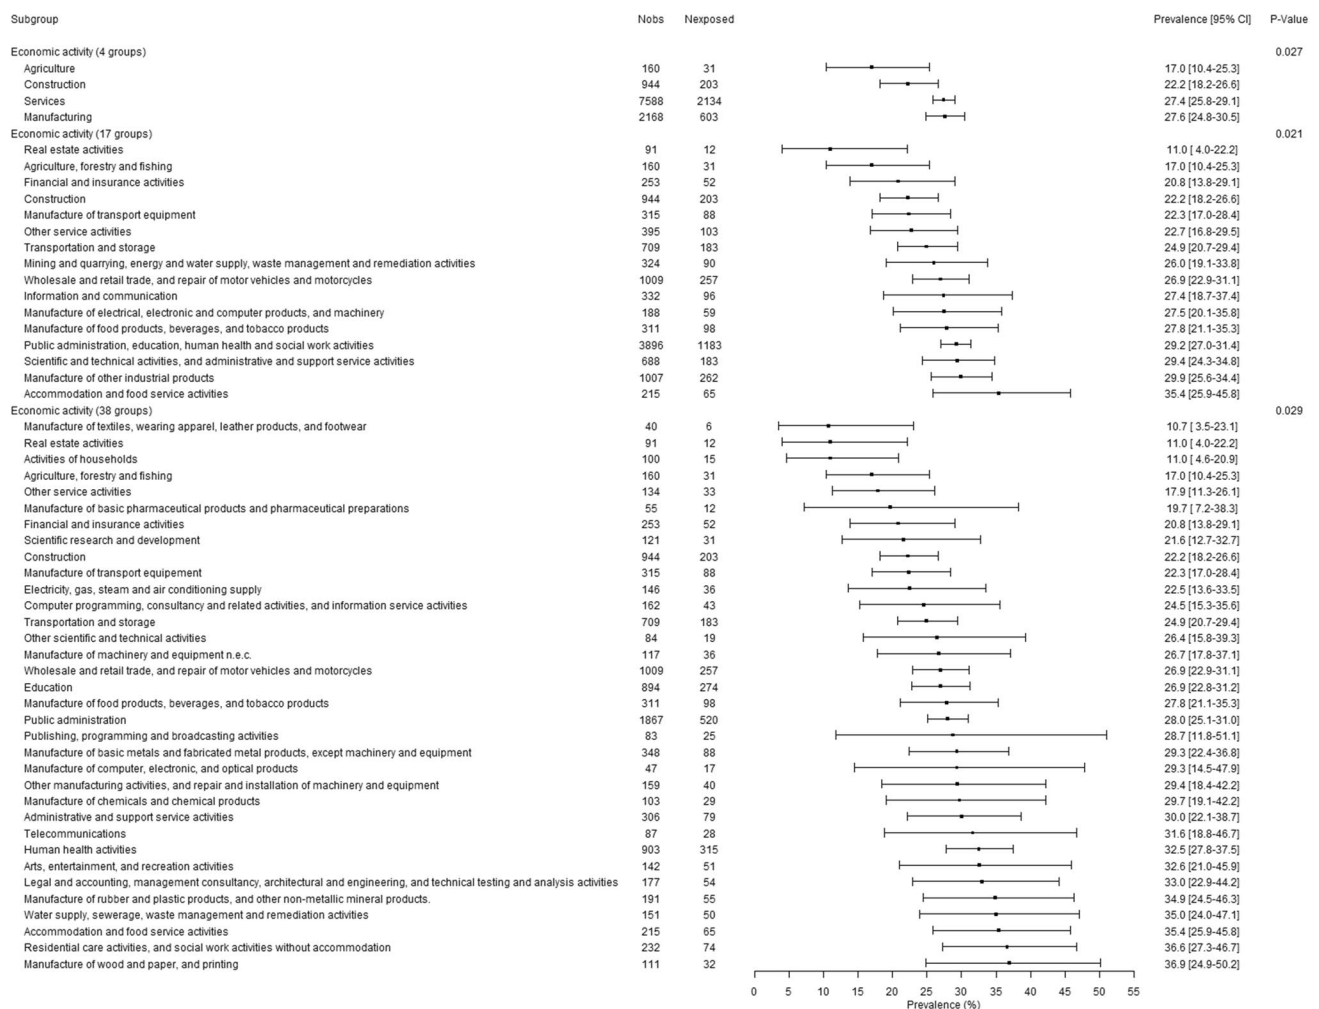 Subgroup Nobs Nexposed Prevalence [95% CI] P-Value
Economic activity (4 groups) 0.027
Agriculture 160 31 17.0 [10.4-25.3]
Construction 944 203 22.2 [18.2-26.6]
Services 7588 2134 27.4 [25.8-29.1]
Manufacturing 2168 603 27.6 [24.8-30.5]
Economic activity (17 groups) 0.021
Real estate activities 91 12 11.0 [ 4.0-22.2]
Agriculture, forestry and fishing 160 31 17.0 [10.4-25.3]
Financial and insurance activities 253 52 20.8 [13.8-29.1]
Construction 944 203 22.2 [18.2-26.6]
Manufacture of transport equipment 315 88 22.3 [17.0-28.4]
Other service activities 395 103 22.7 [16.8-29.5]
Transportation and storage 709 183 24.9 [20.7-29.4]
Mining and quarrying, energy and water supply, waste management and remediation activities 324 90 26.0 [19.1-33.8]
Wholesale and retail trade, and repair of motor vehicles and motorcycles 1009 257 26.9 [22.9-31.1]
Information and communication 332 96 27.4 [18.7-37.4]
Manufacture of electrical, electronic and computer products, and machinery 188 59 27.5 [20.1-35.8]
Manufacture of food products, beverages, and tobacco products 311 98 27.8 [21.1-35.3]
Public administration, education, human health and social work activities 3896 1183 29.2 [27.0-31.4]
Scientific and technical activities, and administrative and support service activities 688 183 29.4 [24.3-34.8]
Manufacture of other industrial products 1007 262 29.9 [25.6-34.4]
Accommodation and food service activities 215 65 35.4 [25.9-45.8]
Economic activity (38 groups) 0.029
Manufacture of textiles, wearing apparel, leather products, and footwear 40 6 10.7 [ 3.5-23.1]
Real estate activities 91 12 11.0 [ 4.0-22.2]
Activities of households 100 15 11.0 [ 4.6-20.9]
Agriculture, forestry and fishing 160 31 17.0 [10.4-25.3]
Other service activities 134 33 17.9 [11.3-26.1]
Manufacture of basic pharmaceutical products and pharmaceutical preparations 55 12 19.7 [ 7.2-38.3]
Financial and insurance activities 253 52 20.8 [13.8-29.1]
Scientific research and development 121 31 21.6 [12.7-32.7]
Construction 944 203 22.2 [18.2-26.6]
Manufacture of transport equipement 315 88 22.3 [17.0-28.4]
Electricity, gas, steam and air conditioning supply 146 36 22.5 [13.6-33.5]
Computer programming, consultancy and related activities, and information service activities 162 43 24.5 [15.3-35.6]
Transportation and storage 709 183 24.9 [20.7-29.4]
Other scientific and technical activities 84 19 26.4 [15.8-39.3]
Manufacture of machinery and equipment n.e.c. 117 36 26.7 [17.8-37.1]
Wholesale and retail trade, and repair of motor vehicles and motorcycles 1009 257 26.9 [22.9-31.1]
Education 894 274 26.9 [22.8-31.2]
Manufacture of food products, beverages, and tobacco products 311 98 27.8 [21.1-35.3]
Public administration 1867 520 28.0 [25.1-31.0]
Publishing, programming and broadcasting activities 83 25 28.7 [11.8-51.1]
Manufacture of basic metals and fabricated metal products, except machinery and equipment 348 88 29.3 [22.4-36.8]
Manufacture of computer, electronic, and optical products 47 17 29.3 [14.5-47.9]
Other manufacturing activities, and repair and installation of machinery and equipment 159 40 29.4 [18.4-42.2]
Manufacture of chemicals and chemical products 103 29 29.7 [19.1-42.2]
Administrative and support service activities 306 79 30.0 [22.1-38.7]
Telecommunications 87 28 31.6 [18.8-46.7]
Human health activities 903 315 32.5 [27.8-37.5]
Arts, entertainment, and recreation activities 142 51 32.6 [21.0-45.9]
Legal and accounting, management consultancy, architectural and engineering, and technical testing and analysis activities 177 54 33.0 [22.9-44.2]
Manufacture of rubber and plastic products, and other non-metallic mineral products. 191 55 34.9 [24.5-46.3]
Water supply, sewerage, waste management and remediation activities 151 50 35.0 [24.0-47.1]
Accommodation and food service activities 215 65 35.4 [25.9-45.8]
Residential care activities, and social work activities without accommodation 232 74 36.6 [27.3-46.7]
Manufacture of wood and paper, and printing 111 32 36.9 [24.9-50.2]
0 5 10 15 20 25 30 35 40 45 50 55
Prevalence (%)